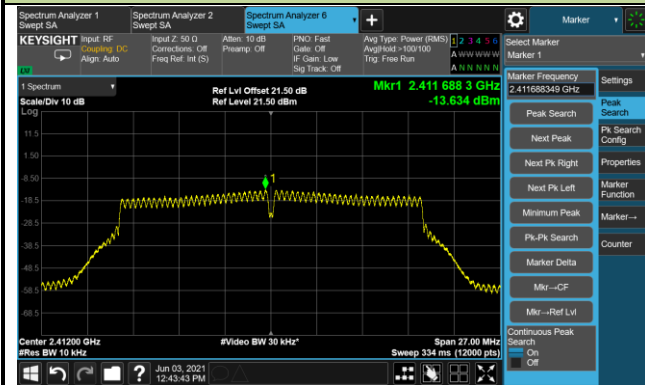 Spectrum Analyzer 1
Swept SA
Spectrum Analyzer 2
Swept SA
Spectrum Analyzer 6
Swept SA
+
Marker
KEYSIGHT
Input: RF
Coupling: DC
Align: Auto
Input Z: 50 Ω
Corrections: Off
Freq Ref: Int (S)
Atten: 10 dB
Preamp: Off
PNO: Fast
Gate: Off
IF Gain: Low
Sig Track: Off
Avg Type: Power (RMS)
Avg|Hold:>100/100
Trig: Free Run
1 2 3 4 5 6
A W W W W W
A N N N N N
LXI
Select Marker
Marker 1
1 Spectrum
Scale/Div 10 dB
Log
Ref Lvl Offset 21.50 dB
Ref Level 21.50 dBm
Mkr1 2.411 688 3 GHz
-13.634 dBm
11.5
1.50
-8.50
-18.5
-28.5
-38.5
-48.5
-58.5
-68.5
1
Center 2.41200 GHz
#Res BW 10 kHz
#Video BW 30 kHz*
Span 27.00 MHz
Sweep 334 ms (12000 pts)
Marker Frequency
2.411688349 GHz
Peak Search
Next Peak
Next Pk Right
Next Pk Left
Minimum Peak
Pk-Pk Search
Marker Delta
Mkr→CF
Mkr→Ref Lvl
Continuous Peak
Search
On
Off
Settings
Peak
Search
Pk Search
Config
Properties
Marker
Function
Marker→
Counter
?
Jun 03, 2021
12:43:43 PM